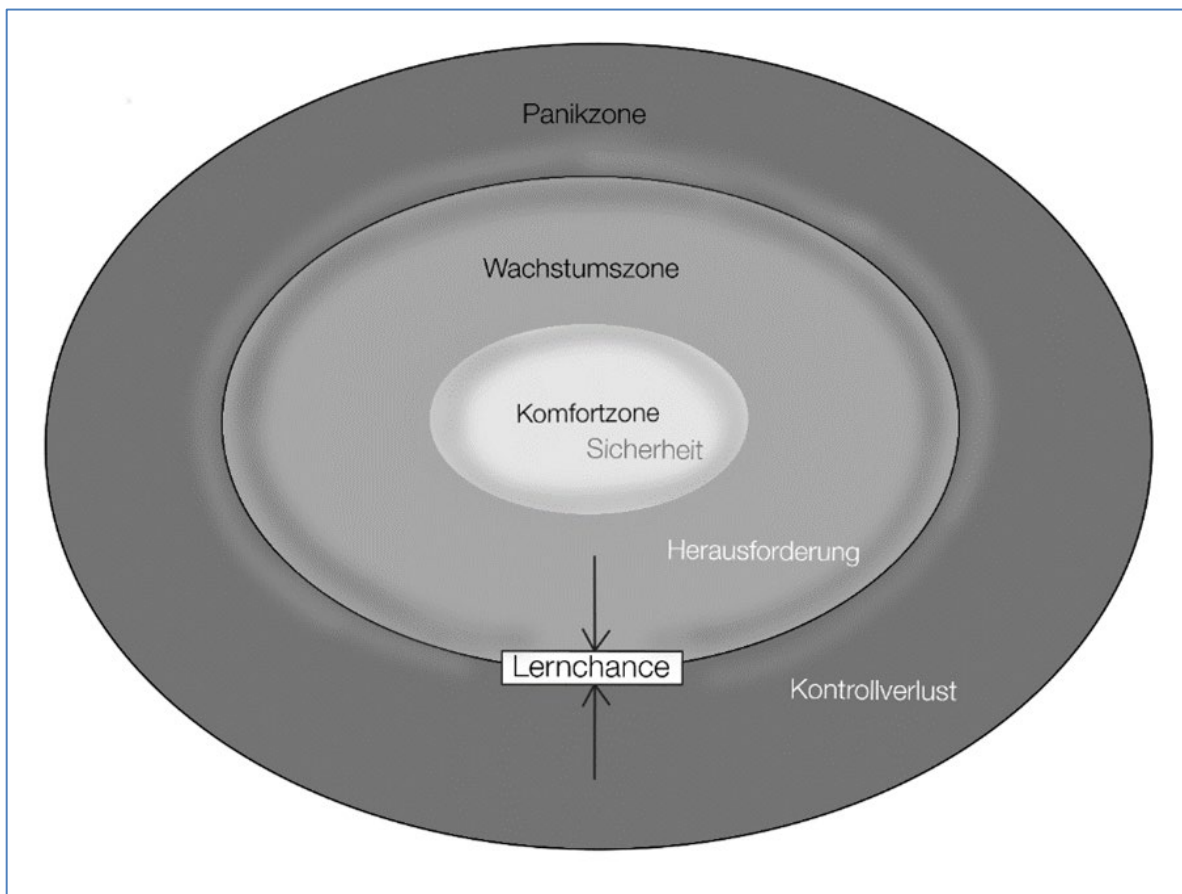 Panikzone
Wachstumszone
Komfortzone
Sicherheit
Herausforderung
Lernchance
Kontrollverlust